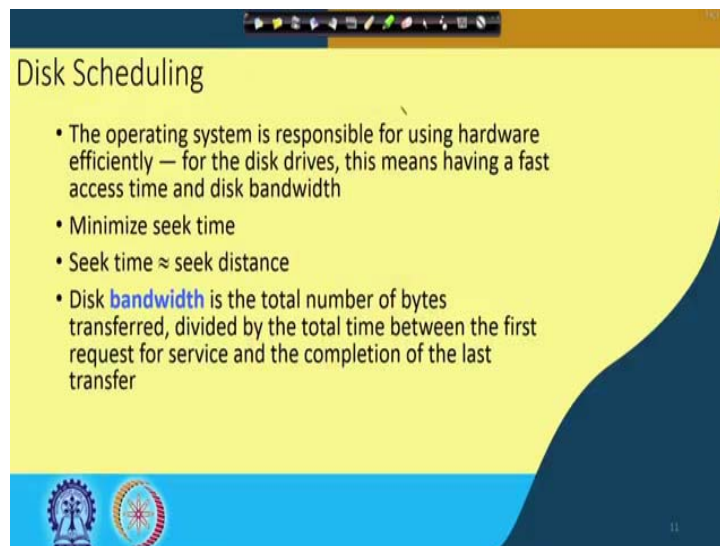 Disk Scheduling
• The operating system is responsible for using hardware
efficiently — for the disk drives, this means having a fast
access time and disk bandwidth
• Minimize seek time
• Seek time ≈ seek distance
• Disk bandwidth is the total number of bytes
transferred, divided by the total time between the first
request for service and the completion of the last
transfer
11